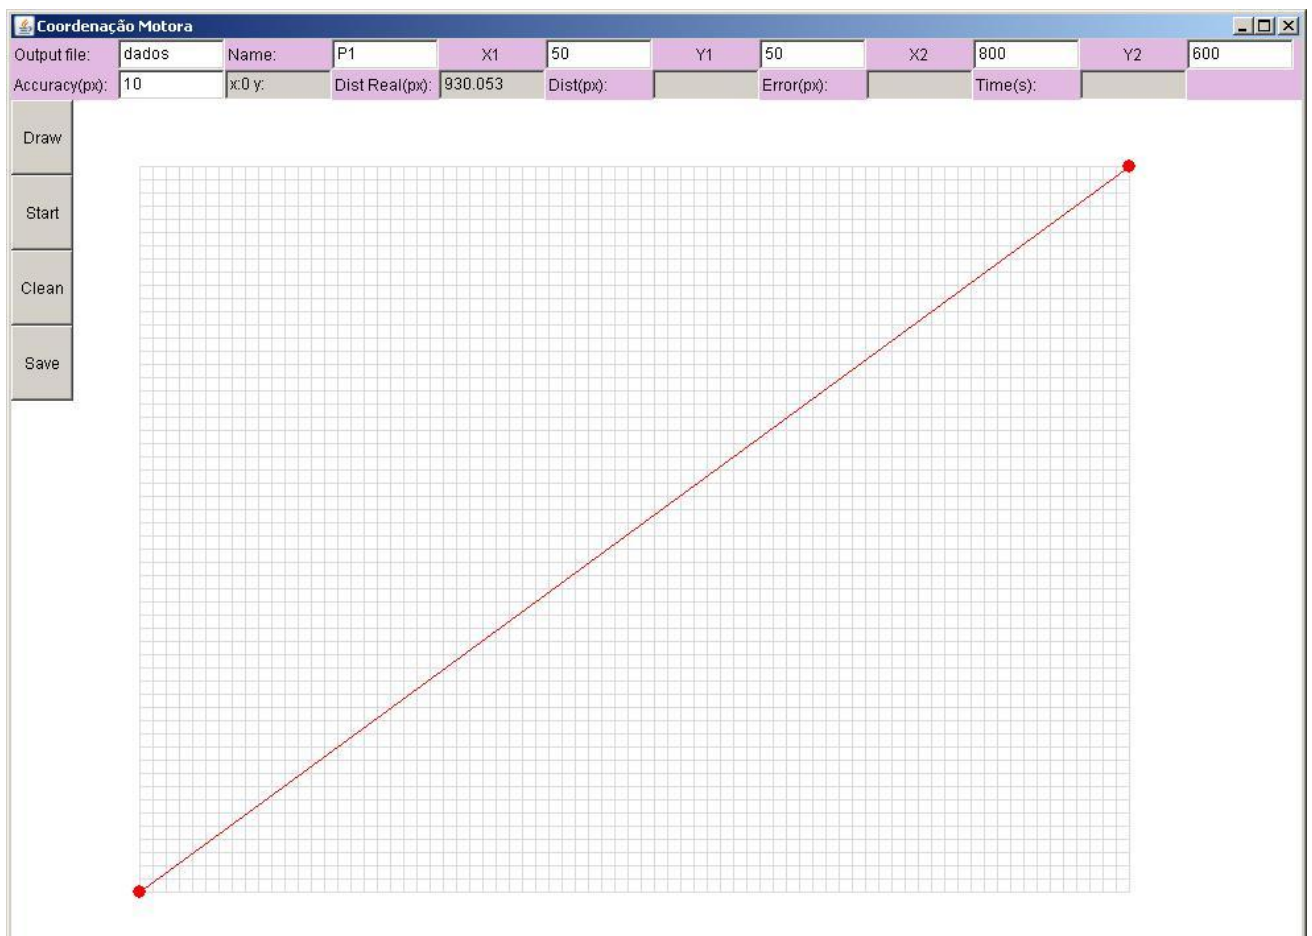 Coordenação Motora
Output file: dados Name: P1 X1 50 Y1 50 X2 800 Y2 600
Accuracy(px): 10 x:0 y: Dist Real(px): 930.053 Dist(px): Error(px): Time(s):
Draw
Start
Clean
Save